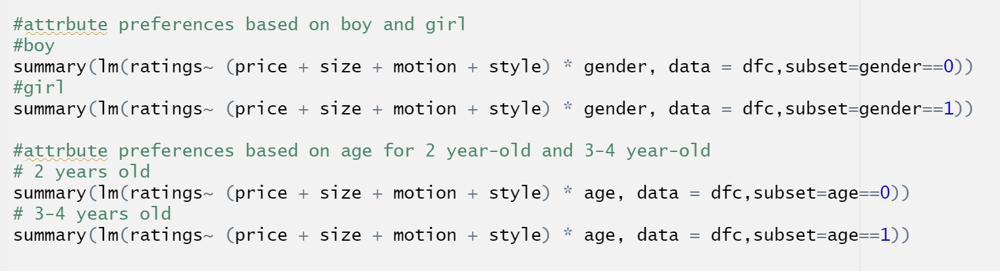 #attrbute preferences based on boy and girl
#boy
summary(lm(ratings~ (price + size + motion + style) * gender, data = dfc,subset=gender==0))
#girl
summary(lm(ratings~ (price + size + motion + style) * gender, data = dfc,subset=gender==1))
#attrbute preferences based on age for 2 year-old and 3-4 year-old
# 2 years old
summary(lm(ratings~ (price + size + motion + style) * age, data = dfc,subset=age==0))
# 3-4 years old
summary(lm(ratings~ (price + size + motion + style) * age, data = dfc,subset=age==1))